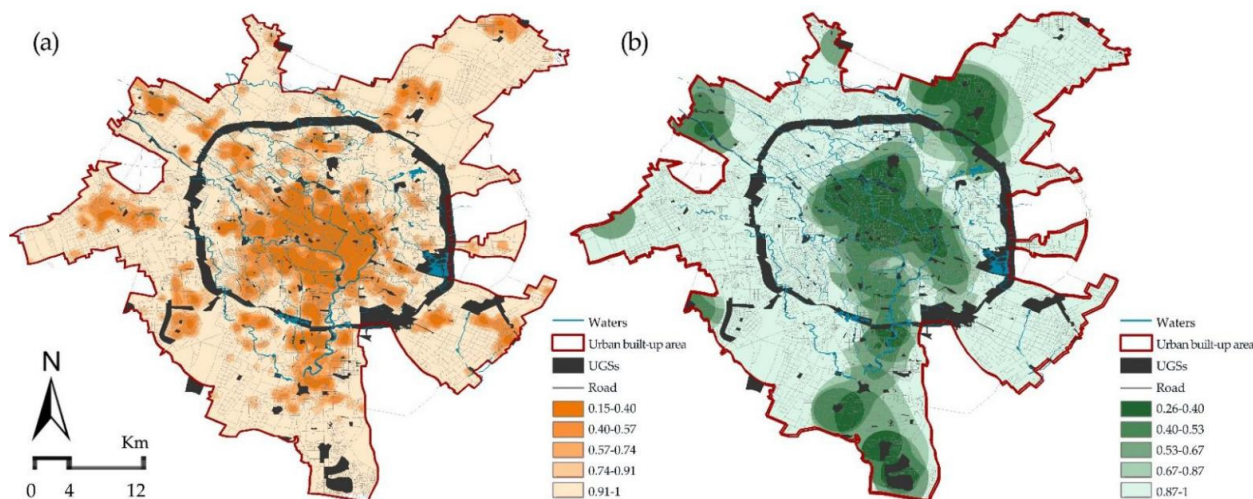 (a)
N
Km
0 4 12
Waters
Urban built-up area
UGSs
Road
0.15-0.40
0.40-0.57
0.57-0.74
0.74-0.91
0.91-1
(b)
Waters
Urban built-up area
UGSs
Road
0.26-0.40
0.40-0.53
0.53-0.67
0.67-0.87
0.87-1